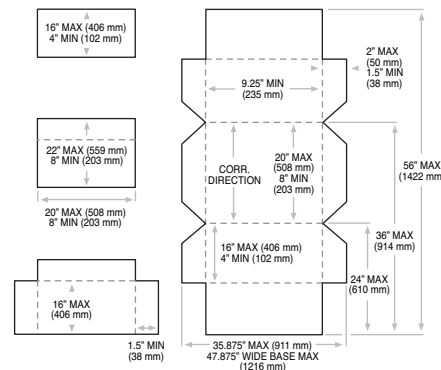 16" MAX (406 mm)
4" MIN (102 mm)
22" MAX (559 mm)
8" MIN (203 mm)
20" MAX (508 mm)
8" MIN (203 mm)
16" MAX
(406 mm)
1.5" MIN
(38 mm)
2" MAX
(50 mm)
1.5" MIN
(38 mm)
9.25" MIN
(235 mm)
CORR.
DIRECTION
20" MAX
(508 mm)
8" MIN
(203 mm)
16" MAX (406 mm)
4" MIN (102 mm)
56" MAX
(1422 mm)
36" MAX
(914 mm)
24" MAX
(610 mm)
35.875" MAX (911 mm)
47.875" WIDE BASE MAX
(1216 mm)